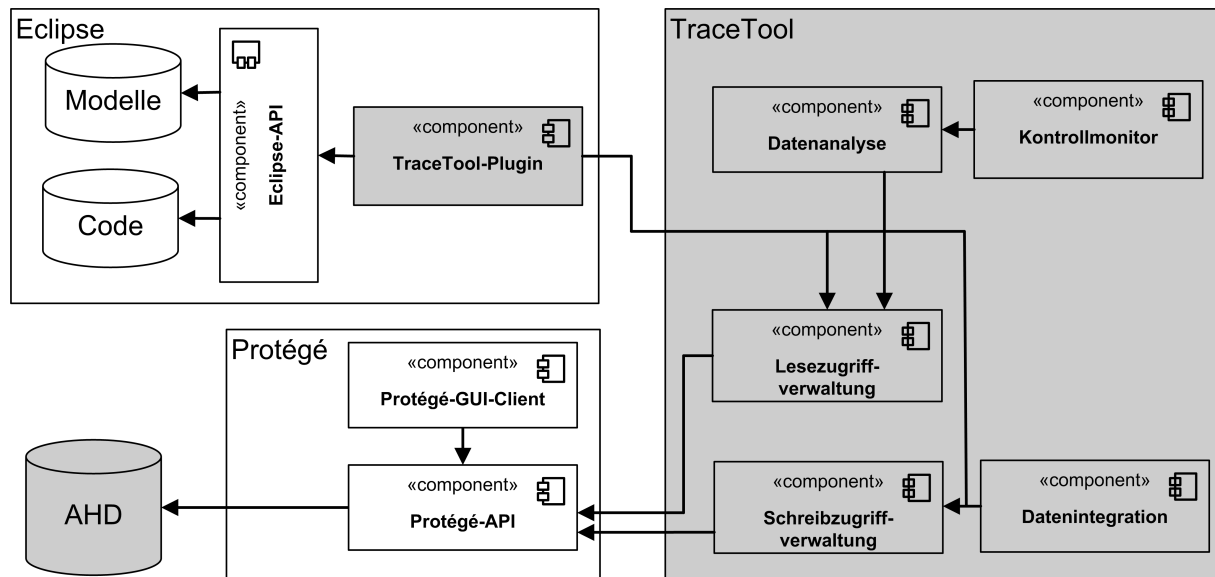 Eclipse
Modelle
Code
«component»
Eclipse-API
«component»
TraceTool-Plugin
TraceTool
«component»
Datenanalyse
«component»
Kontrollmonitor
«component»
Lesezugriff-
verwaltung
«component»
Schreibzugriff-
verwaltung
«component»
Datenintegration
Protégé
«component»
Protégé-GUI-Client
«component»
Protégé-API
AHD